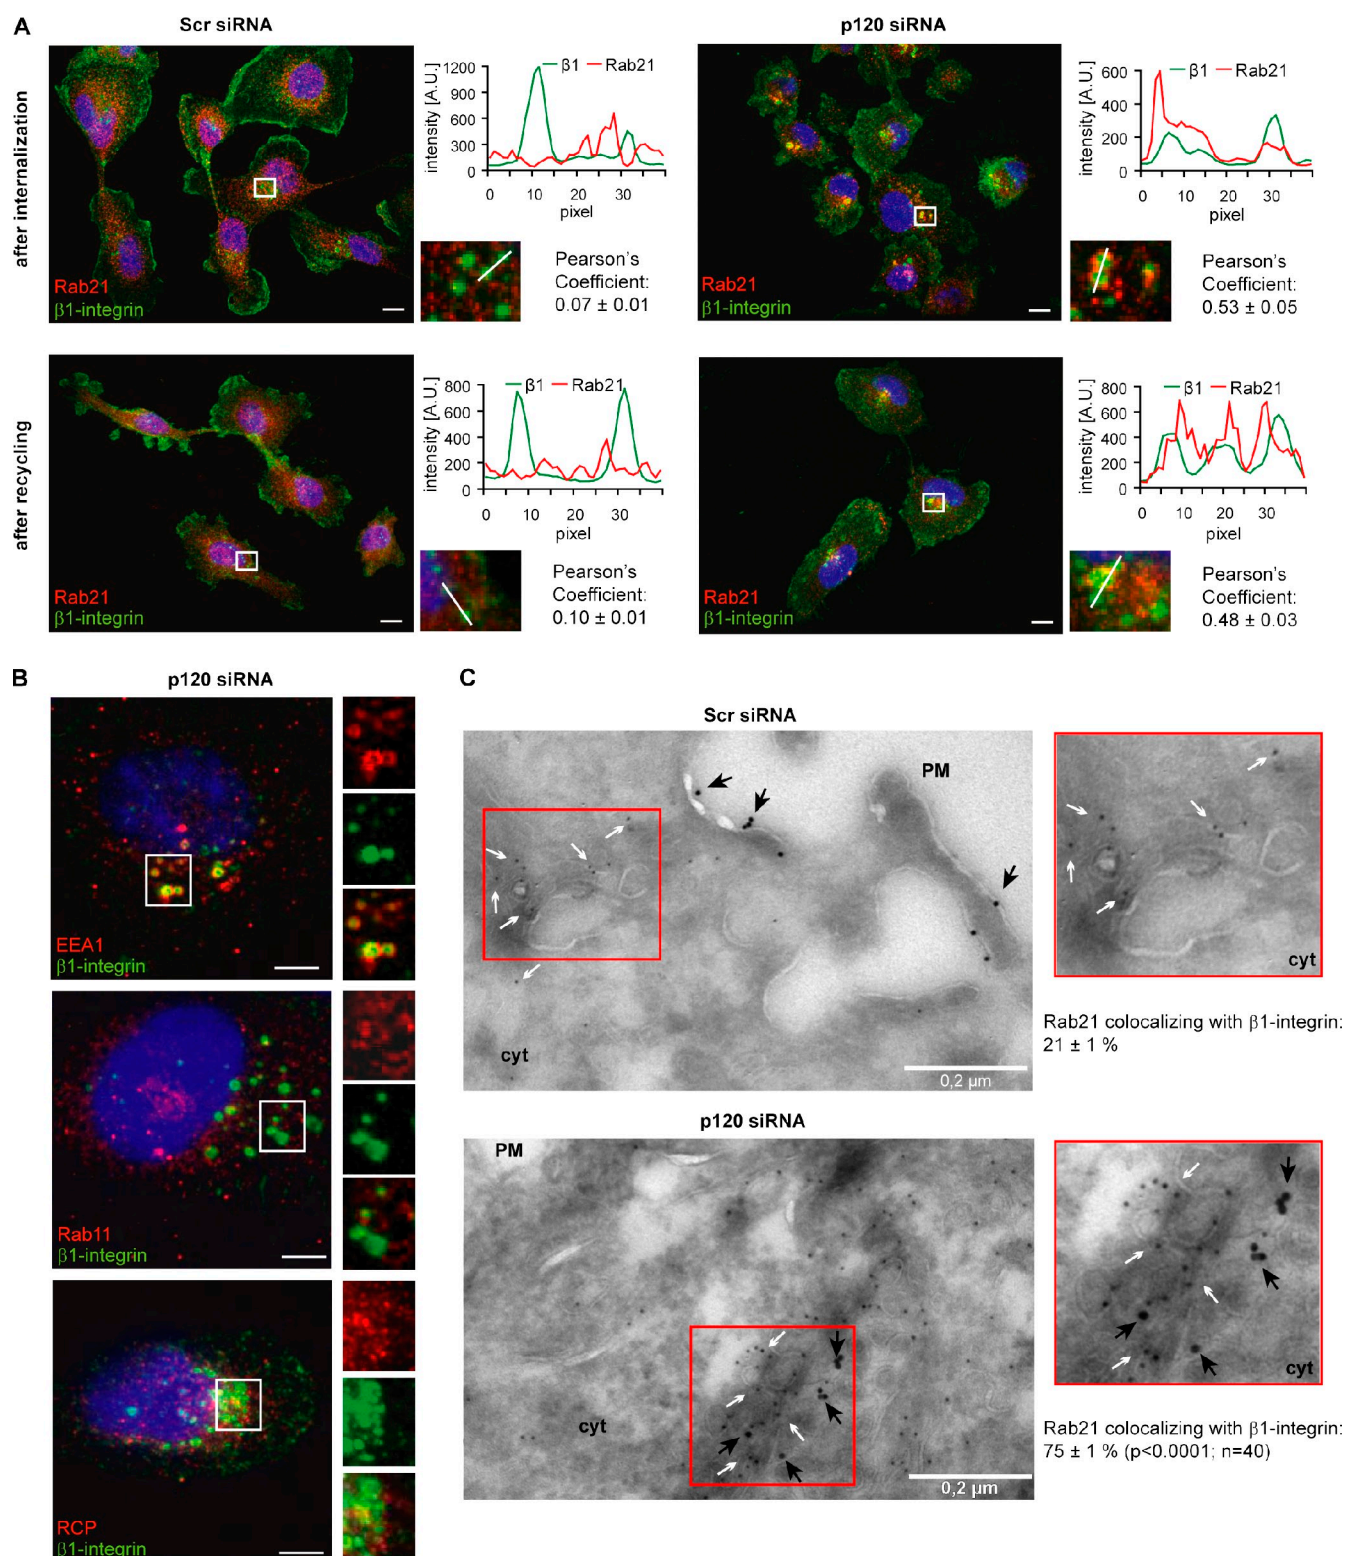 A
Scr siRNA
p120 siRNA
after internalization
Rab21
β1-integrin
intensity [A.U.]
1200
900
600
300
0
β1
Rab21
0 10 20 30
pixel
Pearson's
Coefficient:
0.07 ± 0.01
Rab21
β1-integrin
intensity [A.U.]
600
400
200
0
β1
Rab21
0 10 20 30
pixel
Pearson's
Coefficient:
0.53 ± 0.05
after recycling
Rab21
β1-integrin
intensity [A.U.]
800
600
400
200
0
β1
Rab21
0 10 20 30
pixel
Pearson's
Coefficient:
0.10 ± 0.01
Rab21
β1-integrin
intensity [A.U.]
800
600
400
200
0
β1
Rab21
0 10 20 30
pixel
Pearson's
Coefficient:
0.48 ± 0.03
B
p120 siRNA
EEA1
β1-integrin
Rab11
β1-integrin
RCP
β1-integrin
C
Scr siRNA
PM
cyt
0,2 µm
cyt
Rab21 colocalizing with β1-integrin:
21 ± 1 %
p120 siRNA
PM
cyt
0,2 µm
cyt
Rab21 colocalizing with β1-integrin:
75 ± 1 % (p<0.0001; n=40)